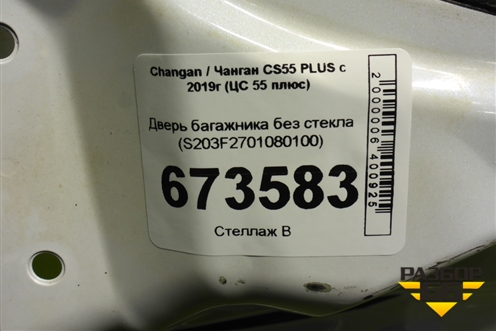 Changan / Чанган CS55 PLUS с
2019г (ЦС 55 плюс)
Дверь багажника без стекла
(S203F2701080100)
673583
Стеллаж B
2000006400925
РАЗБОР